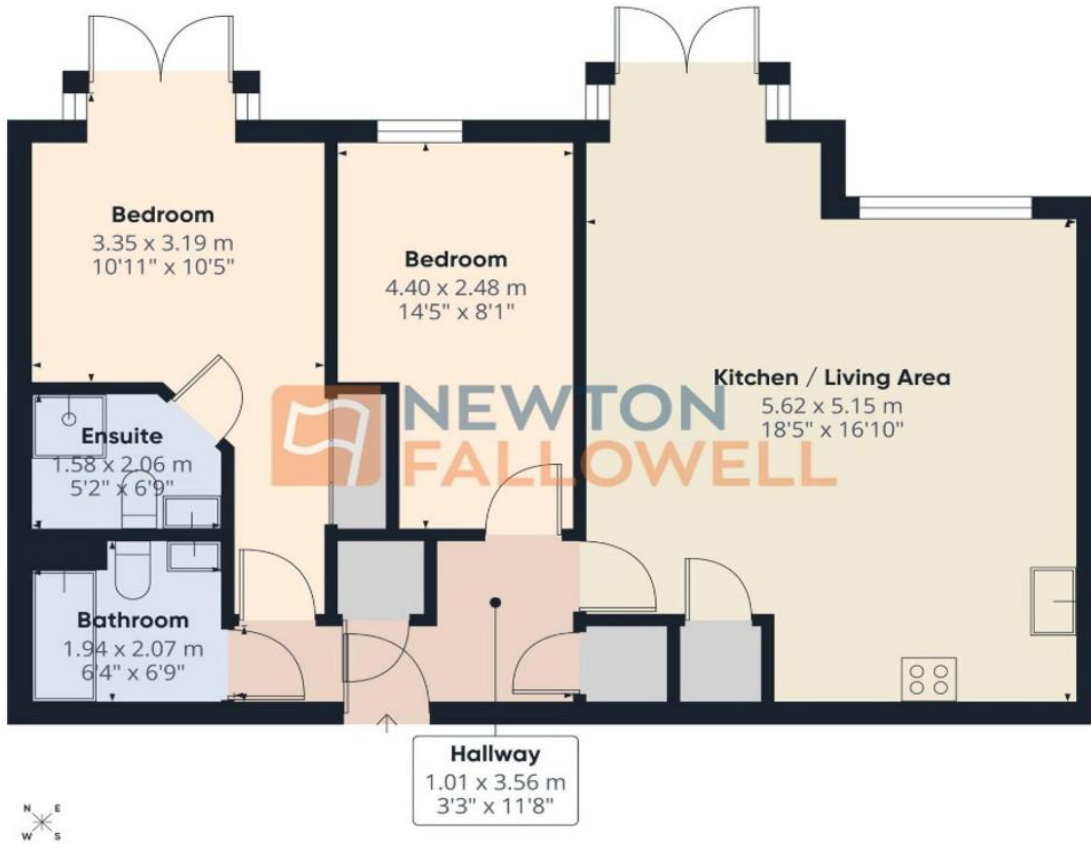 Bedroom
3.35 x 3.19 m
10'11" x 10'5"
Bedroom
4.40 x 2.48 m
14'5" x 8'1"
Kitchen / Living Area
5.62 x 5.15 m
18'5" x 16'10"
NEWTON
FALLOWELL
Ensuite
1.58 x 2.06 m
5'2" x 6'9"
Bathroom
1.94 x 2.07 m
6'4" x 6'9"
Hallway
1.01 x 3.56 m
3'3" x 11'8"
N E
W S